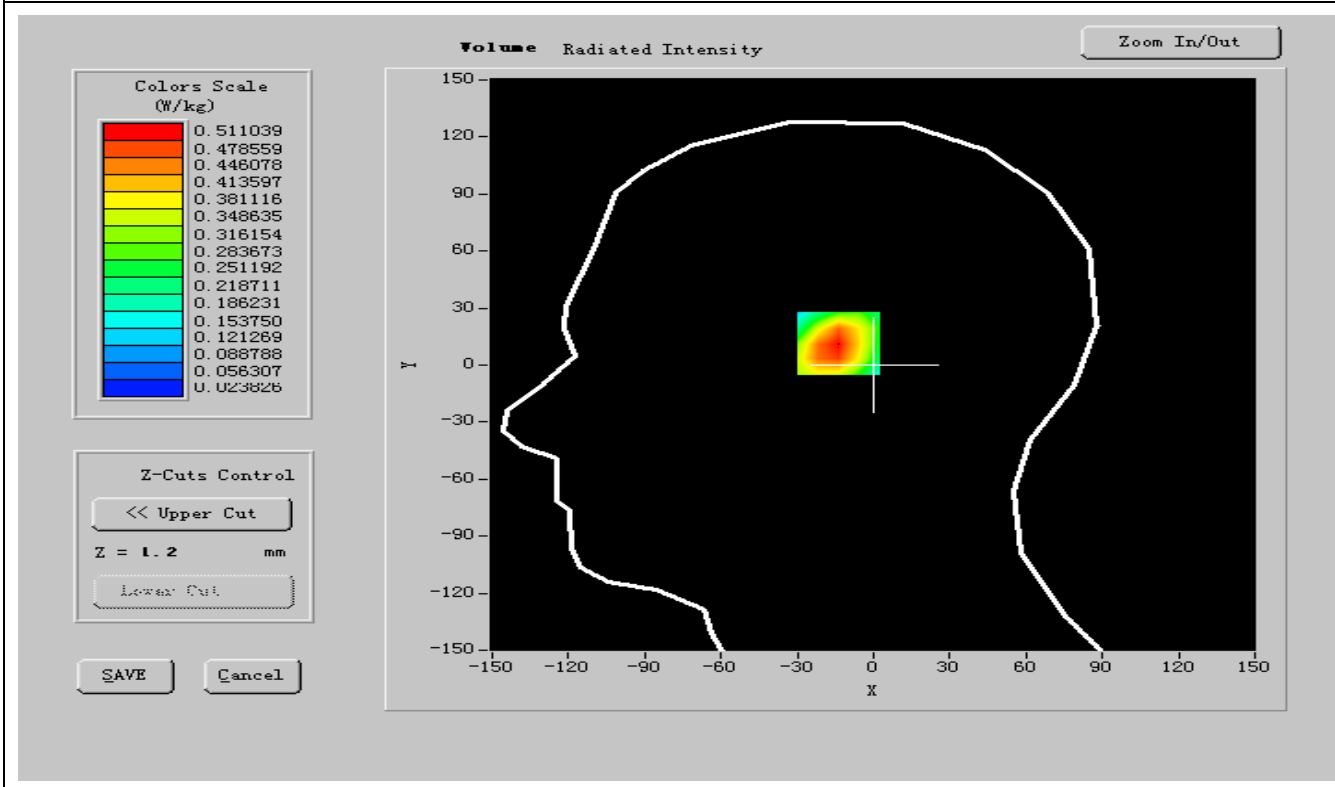 Volume Radiated Intensity
Zoom In/Out
Colors Scale
(W/kg)
0.511039
0.478559
0.446078
0.413597
0.381116
0.348635
0.316154
0.283673
0.251192
0.218711
0.186231
0.153750
0.121269
0.088788
0.056307
0.023826
Z-Cuts Control
<< Upper Cut
Z = 1.2 mm
Lower Cut
SAVE Cancel
150
120
90
60
30
0
-30
-60
-90
-120
-150
Y
-150 -120 -90 -60 -30 0 30 60 90 120 150
X